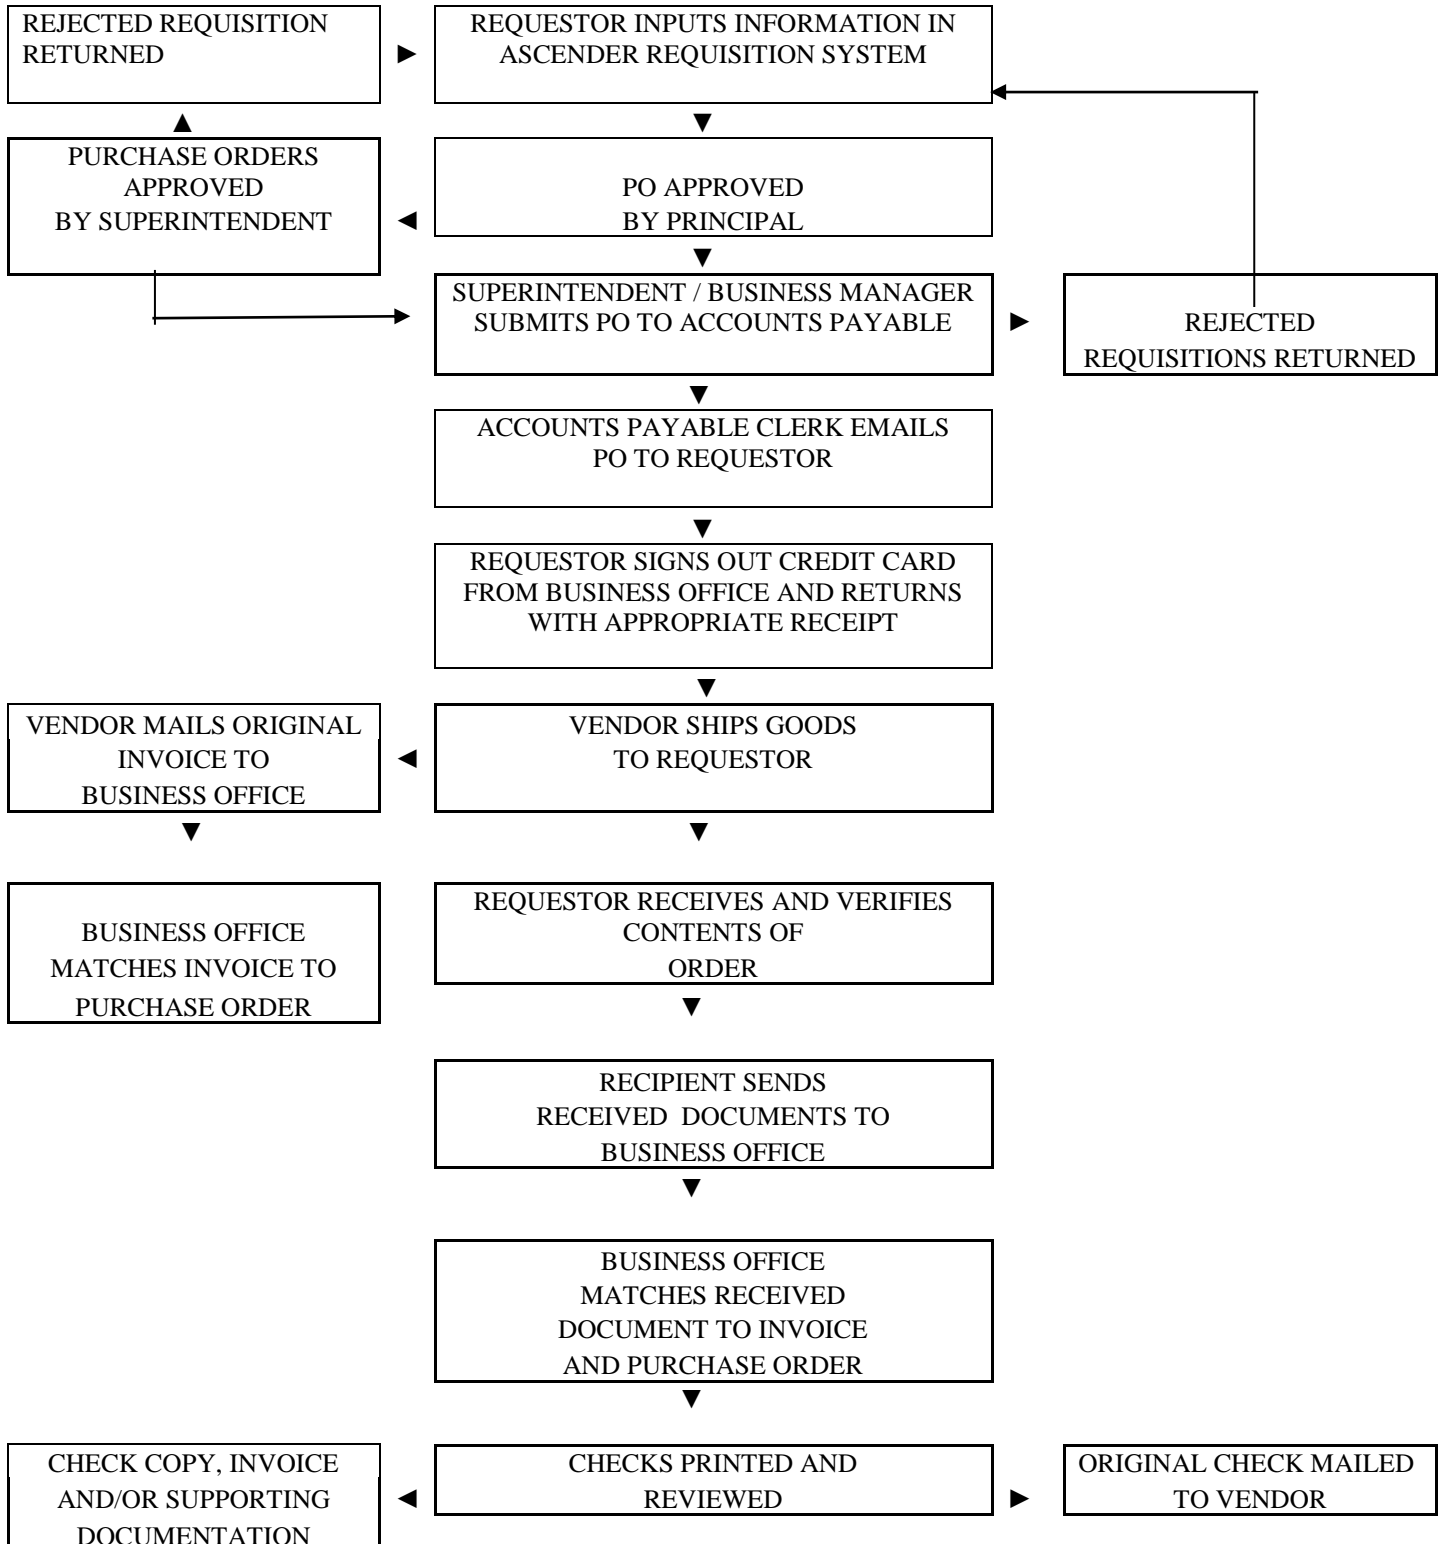 REJECTED REQUISITION
RETURNED
REQUESTOR INPUTS INFORMATION IN
ASCENDER REQUISITION SYSTEM
PURCHASE ORDERS
APPROVED
BY SUPERINTENDENT
PO APPROVED
BY PRINCIPAL
SUPERINTENDENT / BUSINESS MANAGER
SUBMITS PO TO ACCOUNTS PAYABLE
REJECTED
REQUISITIONS RETURNED
ACCOUNTS PAYABLE CLERK EMAILS
PO TO REQUESTOR
REQUESTOR SIGNS OUT CREDIT CARD
FROM BUSINESS OFFICE AND RETURNS
WITH APPROPRIATE RECEIPT
VENDOR MAILS ORIGINAL
INVOICE TO
BUSINESS OFFICE
VENDOR SHIPS GOODS
TO REQUESTOR
BUSINESS OFFICE
MATCHES INVOICE TO
PURCHASE ORDER
REQUESTOR RECEIVES AND VERIFIES
CONTENTS OF
ORDER
RECIPIENT SENDS
RECEIVED DOCUMENTS TO
BUSINESS OFFICE
BUSINESS OFFICE
MATCHES RECEIVED
DOCUMENT TO INVOICE
AND PURCHASE ORDER
CHECK COPY, INVOICE
AND/OR SUPPORTING
DOCUMENTATION
CHECKS PRINTED AND
REVIEWED
ORIGINAL CHECK MAILED
TO VENDOR